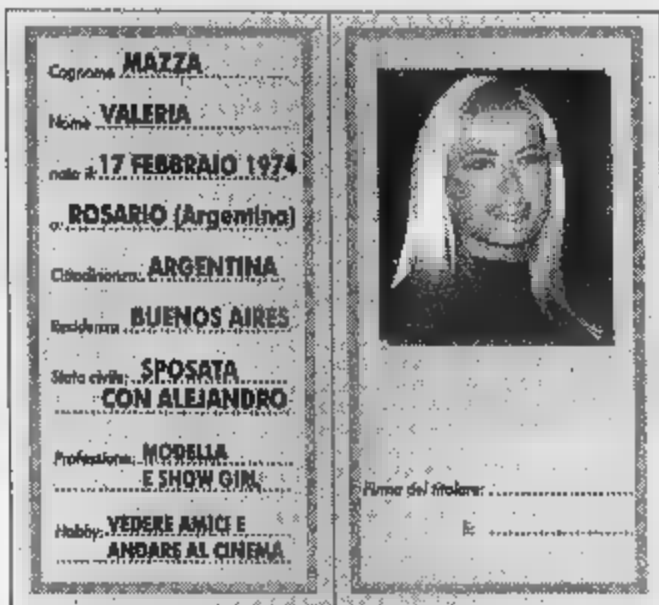 Cognome MAZZA
Nome VALERIA
nata il: 17 FEBBRAIO 1974
a: ROSARIO (Argentina)
Cittadinanza: ARGENTINA
Residenza: BUENOS AIRES
Stato civile: SPOSATA
CON ALEJANDRO
Professione: MODELLA
E SHOW GIRL
Hobby: VEDERE AMICI E
ANDARE AL CINEMA
Firma del titolare: